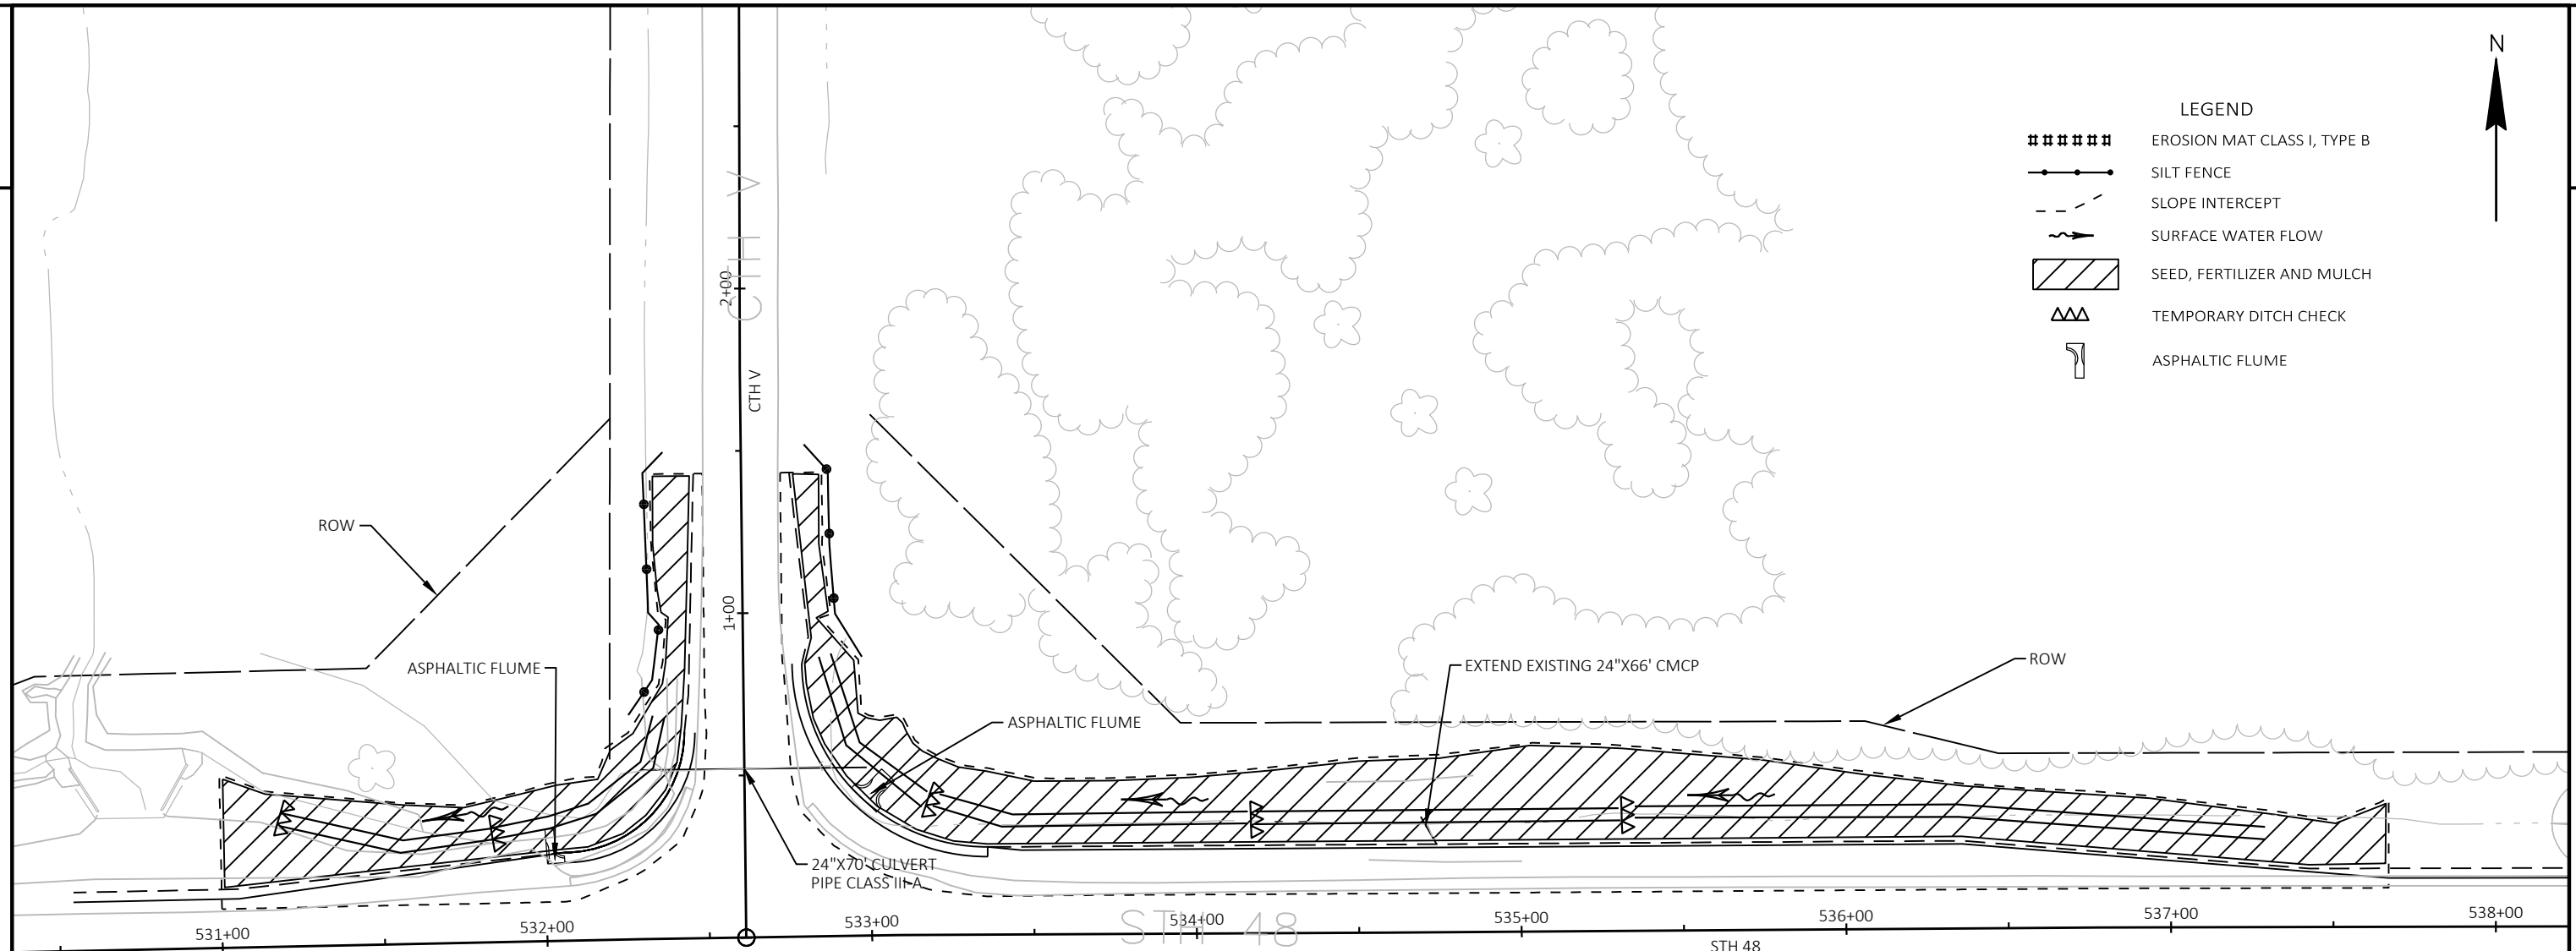 N
LEGEND
EROSION MAT CLASS I, TYPE B
SILT FENCE
SLOPE INTERCEPT
SURFACE WATER FLOW
SEED, FERTILIZER AND MULCH
TEMPORARY DITCH CHECK
ASPHALTIC FLUME
CTH V
2+00
CTH V
ROW
1+00
ASPHALTIC FLUME
EXTEND EXISTING 24"X66' CMCP
ROW
ASPHALTIC FLUME
24"X70' CULVERT
PIPE CLASS III-A
531+00
532+00
533+00
534+00
535+00
536+00
537+00
538+00
STH 48
STH 48